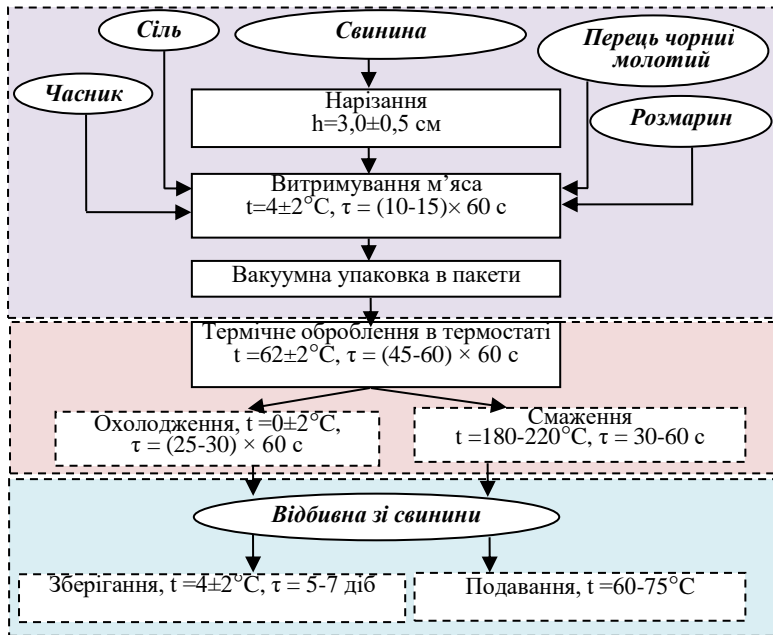 Сіль
Свинина
Перець чорниі
молотий
Часник
Розмарин
Нарізання
h=3,0±0,5 см
Витримування м’яса
t=4±2°C, τ = (10-15)× 60 с
Вакуумна упаковка в пакети
Термічне оброблення в термостаті
t =62±2°C, τ = (45-60) × 60 с
Охолодження, t =0±2°C,
τ = (25-30) × 60 с
Смаження
t =180-220°C, τ = 30-60 с
Відбивна зі свинини
Зберігання, t =4±2°C, τ = 5-7 діб
Подавання, t =60-75°C